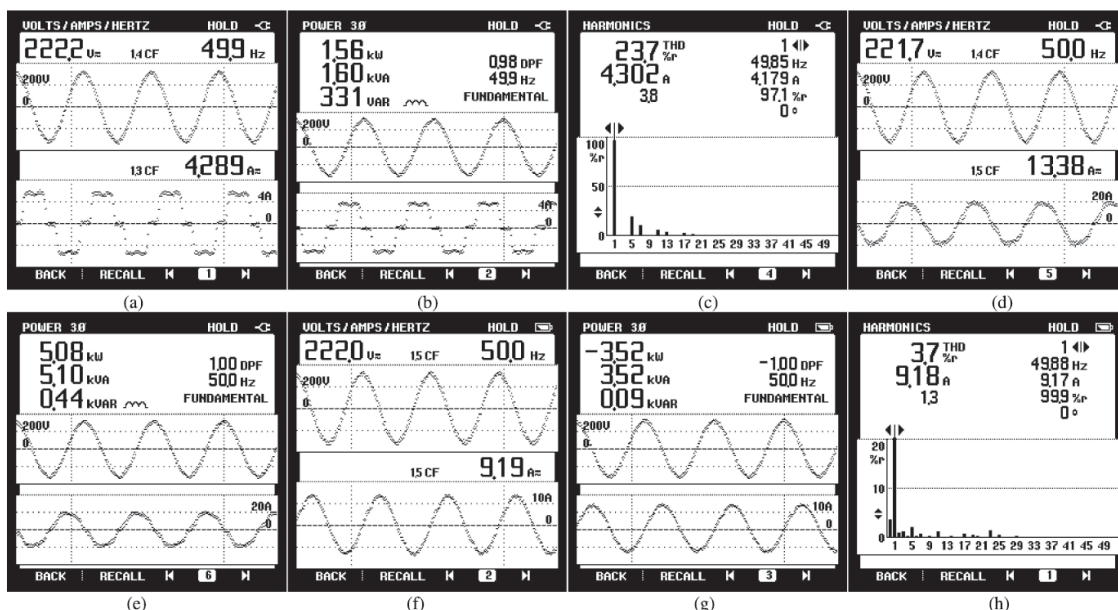 VOLTS/AMPS/HERTZ HOLD
222.2 V≂ 1.4 CF 49.9 Hz
200V
0
1.3 CF 4.289 A≂
4A
0
BACK RECALL 1
(a)
POWER 3.0 HOLD
1.56 kW
1.60 kVA 0.98 DPF
331 VAR 49.9 Hz
FUNDAMENTAL
200V
0
4A
0
BACK RECALL 2
(b)
HARMONICS HOLD
23.7 THD %r 1
4.302 A 49.85 Hz
3.8 4.179 A
97.1 %r
0°
100
%r
50
0
1 5 9 13 17 21 25 29 33 37 41 45 49
BACK RECALL 4
(c)
VOLTS/AMPS/HERTZ HOLD
221.7 V≂ 1.4 CF 50.0 Hz
200V
0
1.5 CF 13.38 A≂
20A
0
BACK RECALL 5
(d)
POWER 3.0 HOLD
5.08 kW
5.10 kVA 1.00 DPF
0.44 kVAR 50.0 Hz
FUNDAMENTAL
200V
0
20A
0
BACK RECALL 6
(e)
VOLTS/AMPS/HERTZ HOLD
222.0 V≂ 1.5 CF 50.0 Hz
200V
0
1.5 CF 9.19 A≂
10A
0
BACK RECALL 2
(f)
POWER 3.0 HOLD
-3.52 kW
3.52 kVA -1.00 DPF
0.09 kVAR 50.0 Hz
FUNDAMENTAL
200V
0
10A
0
BACK RECALL 3
(g)
HARMONICS HOLD
3.7 THD %r 1
9.18 A 49.88 Hz
1.3 9.17 A
99.9 %r
0°
20
%r
10
0
1 5 9 13 17 21 25 29 33 37 41 45 49
BACK RECALL 1
(h)